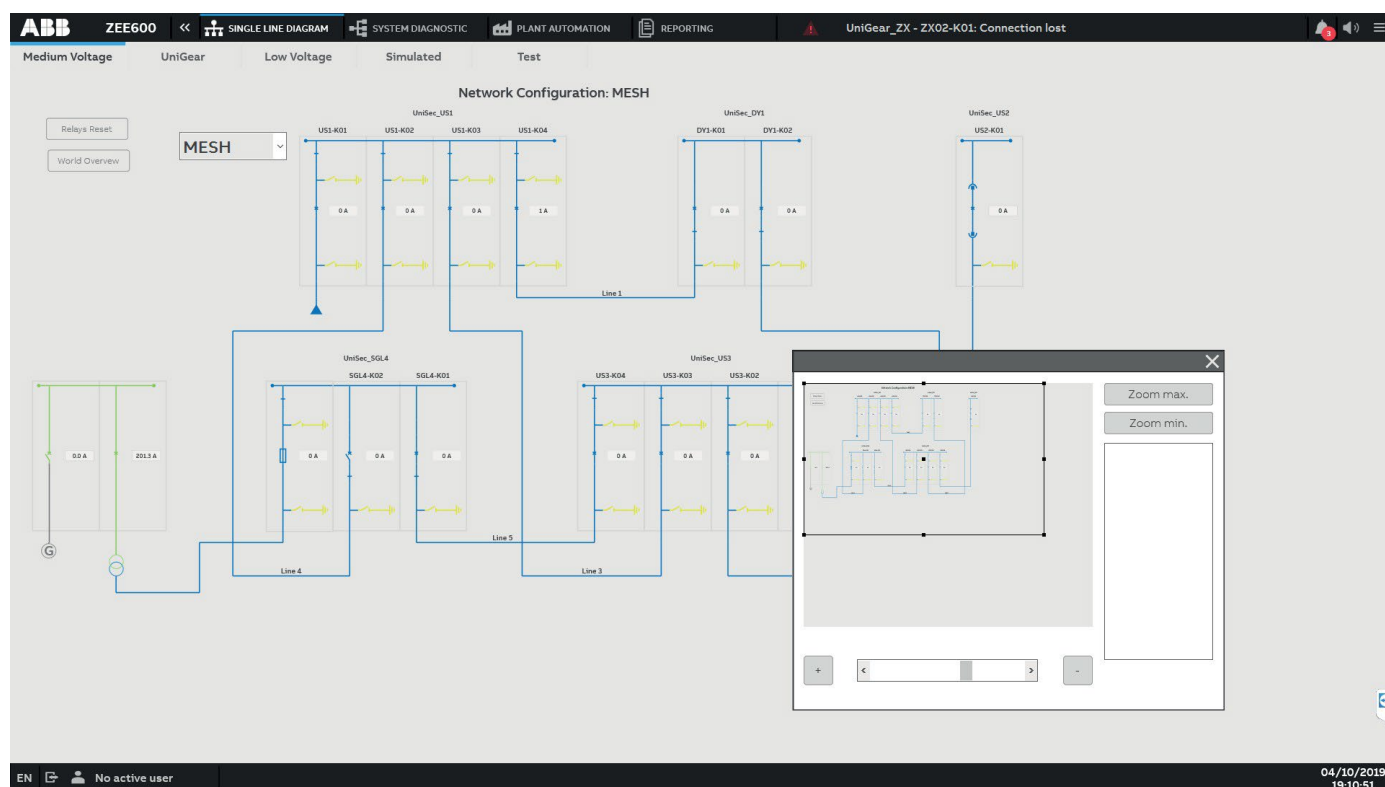 ABB ZEE600 « SINGLE LINE DIAGRAM SYSTEM DIAGNOSTIC PLANT AUTOMATION REPORTING UniGear_ZX - ZX02-K01: Connection lost 3
Medium Voltage UniGear Low Voltage Simulated Test
Network Configuration: MESH
UniSec_US1 UniSec_DY1 UniSec_US2
Relays Reset
US1-K01 US1-K02 US1-K03 US1-K04 DY1-K01 DY1-K02 US2-K01
MESH
World Overvew
0 A 0 A 0 A 1 A 0 A 0 A 0 A
Line 1
UniSec_SGL4 UniSec_US3
SGL4-K02 SGL4-K01 US3-K04 US3-K03 US3-K02
Zoom max.
Zoom min.
0.0 A 201.3 A 0 A 0 A 0 A 0 A 0 A 0 A
Line 5
G
Line 4 Line 3
+ < > -
EN No active user 04/10/2019
19:10:51